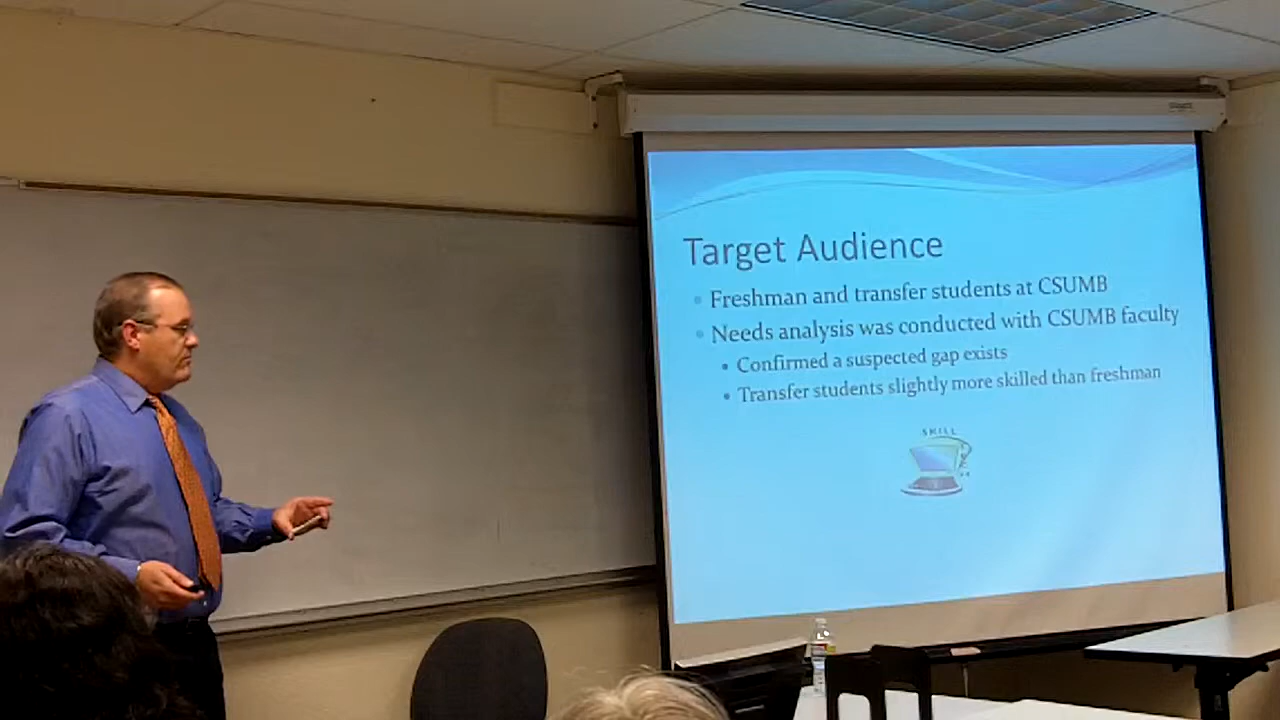 Target Audience
Freshman and transfer students at CSUMB
Needs analysis was conducted with CSUMB faculty
Confirmed a suspected gap exists
Transfer students slightly more skilled than freshman
SKILL